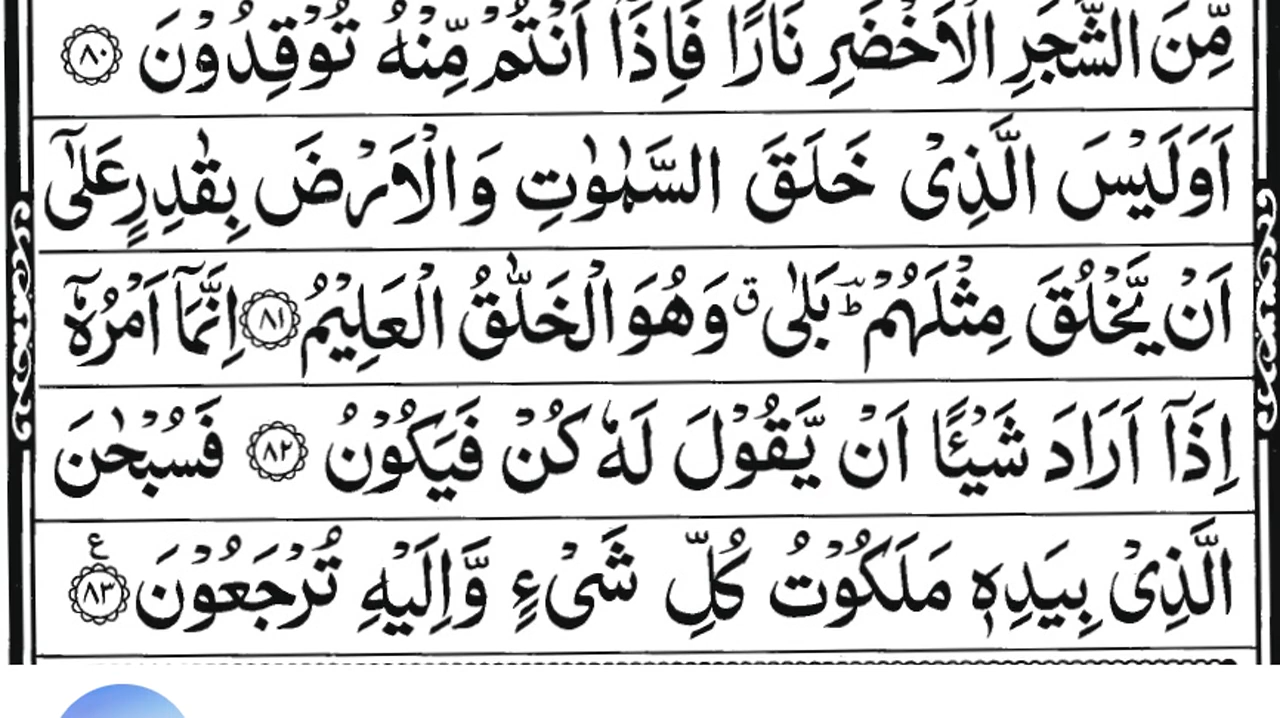 مِّنَ الشَّجَرِ الْاَخْضَرِ نَارًا فَاِذَاۤ اَنْتُمْ مِّنْهُ تُوْقِدُوْنَ ۝٨٠
اَوَلَيْسَ الَّذِىْ خَلَقَ السَّمٰوٰتِ وَالْاَرْضَ بِقٰدِرٍ عَلٰٓى
اَنْ يَّخْلُقَ مِثْلَهُمْ ؕ بَلٰى ۗ وَهُوَ الْخَلّٰقُ الْعَلِيْمُ ۝٨١ اِنَّمَاۤ اَمْرُهٗۤ
اِذَاۤ اَرَادَ شَيْـًٔا اَنْ يَّقُوْلَ لَهٗ كُنْ فَيَكُوْنُ ۝٨٢ فَسُبْحٰنَ
الَّذِىْ بِيَدِهٖ مَلَكُوْتُ كُلِّ شَىْءٍ وَّاِلَيْهِ تُرْجَعُوْنَ ۝٨٣ ع